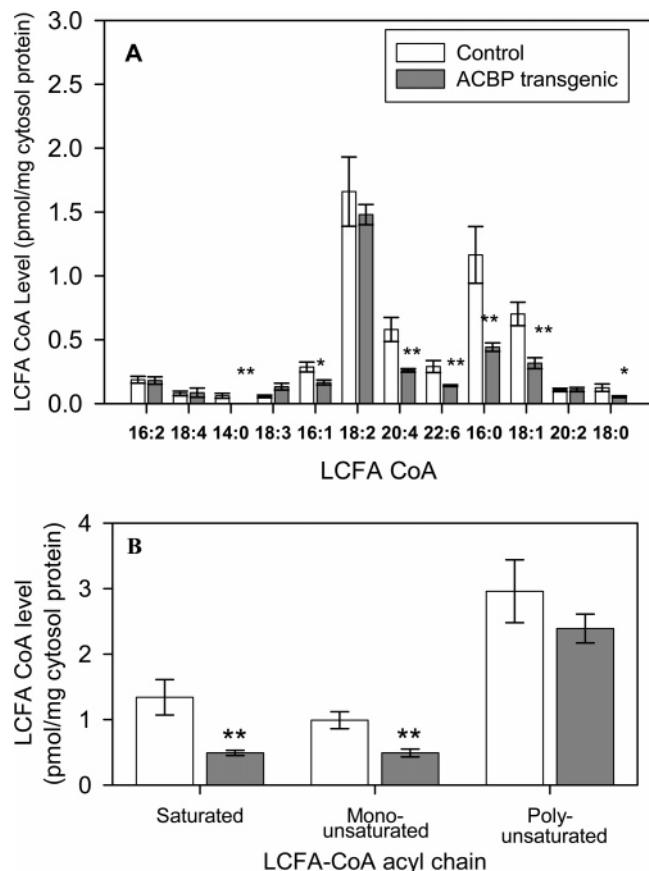 A
Control
ACBP transgenic
LCFA CoA Level (pmol/mg cytosol protein)
3.0
2.5
2.0
1.5
1.0
0.5
0.0
**
*
**
**
**
**
*
16:2 18:4 14:0 18:3 16:1 18:2 20:4 22:6 16:0 18:1 20:2 18:0
LCFA CoA
B
LCFA CoA level
(pmol/mg cytosol protein)
4
3
2
1
0
** **
Saturated Mono-unsaturated Poly-unsaturated
LCFA-CoA acyl chain